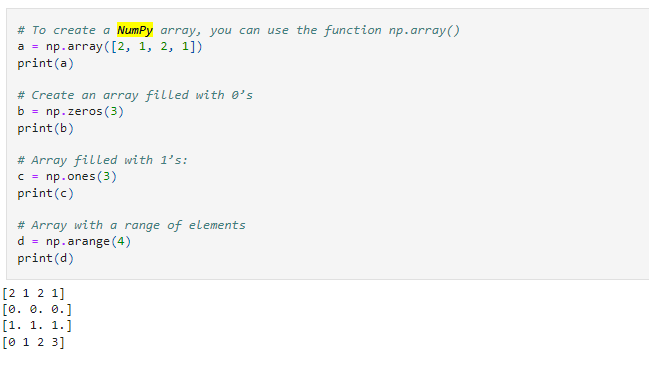 # To create a NumPy array, you can use the function np.array()
a = np.array([2, 1, 2, 1])
print(a)
# Create an array filled with 0’s
b = np.zeros(3)
print(b)
# Array filled with 1’s:
c = np.ones(3)
print(c)
# Array with a range of elements
d = np.arange(4)
print(d)
[2 1 2 1]
[0. 0. 0.]
[1. 1. 1.]
[0 1 2 3]